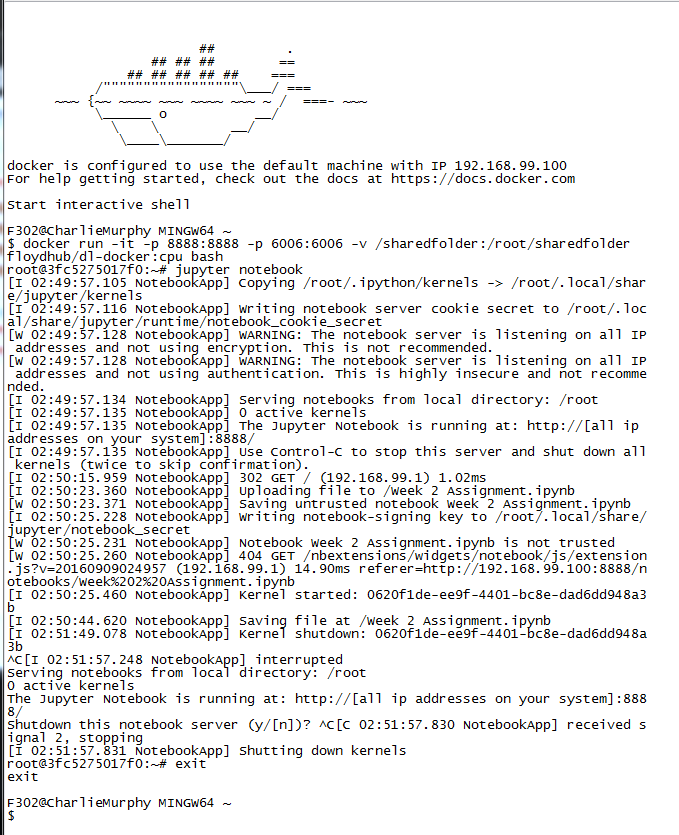 ##         .
                  ## ## ##        ==
               ## ## ## ## ##    ===
           /"""""""""""""""""\___/ ===
      ~~~ {~~ ~~~~ ~~~ ~~~~ ~~~ ~ /  ===- ~~~
           \______ o           __/
             \    \         __/
              \____\_______/
docker is configured to use the default machine with IP 192.168.99.100
For help getting started, check out the docs at https://docs.docker.com
Start interactive shell
F302@CharlieMurphy MINGW64 ~
$ docker run -it -p 8888:8888 -p 6006:6006 -v /sharedfolder:/root/sharedfolder
floydhub/dl-docker:cpu bash
root@3fc5275017f0:~# jupyter notebook
[I 02:49:57.105 NotebookApp] Copying /root/.ipython/kernels -> /root/.local/shar
e/jupyter/kernels
[I 02:49:57.116 NotebookApp] Writing notebook server cookie secret to /root/.loc
al/share/jupyter/runtime/notebook_cookie_secret
[W 02:49:57.128 NotebookApp] WARNING: The notebook server is listening on all IP
 addresses and not using encryption. This is not recommended.
[W 02:49:57.128 NotebookApp] WARNING: The notebook server is listening on all IP
 addresses and not using authentication. This is highly insecure and not recomme
nded.
[I 02:49:57.134 NotebookApp] Serving notebooks from local directory: /root
[I 02:49:57.135 NotebookApp] 0 active kernels
[I 02:49:57.135 NotebookApp] The Jupyter Notebook is running at: http://[all ip
addresses on your system]:8888/
[I 02:49:57.135 NotebookApp] Use Control-C to stop this server and shut down all
 kernels (twice to skip confirmation).
[I 02:50:15.959 NotebookApp] 302 GET / (192.168.99.1) 1.02ms
[I 02:50:23.360 NotebookApp] Uploading file to /Week 2 Assignment.ipynb
[W 02:50:23.371 NotebookApp] Saving untrusted notebook Week 2 Assignment.ipynb
[I 02:50:25.228 NotebookApp] Writing notebook-signing key to /root/.local/share/
jupyter/notebook_secret
[W 02:50:25.231 NotebookApp] Notebook Week 2 Assignment.ipynb is not trusted
[W 02:50:25.260 NotebookApp] 404 GET /nbextensions/widgets/notebook/js/extension
.js?v=20160909024957 (192.168.99.1) 14.90ms referer=http://192.168.99.100:8888/n
otebooks/Week%202%20Assignment.ipynb
[I 02:50:25.460 NotebookApp] Kernel started: 0620f1de-ee9f-4401-bc8e-dad6dd948a3
b
[I 02:50:44.620 NotebookApp] Saving file at /Week 2 Assignment.ipynb
[I 02:51:49.078 NotebookApp] Kernel shutdown: 0620f1de-ee9f-4401-bc8e-dad6dd948a
3b
^C[I 02:51:57.248 NotebookApp] interrupted
Serving notebooks from local directory: /root
0 active kernels
The Jupyter Notebook is running at: http://[all ip addresses on your system]:888
8/
Shutdown this notebook server (y/[n])? ^C[C 02:51:57.830 NotebookApp] received s
ignal 2, stopping
[I 02:51:57.831 NotebookApp] Shutting down kernels
root@3fc5275017f0:~# exit
exit
F302@CharlieMurphy MINGW64 ~
$